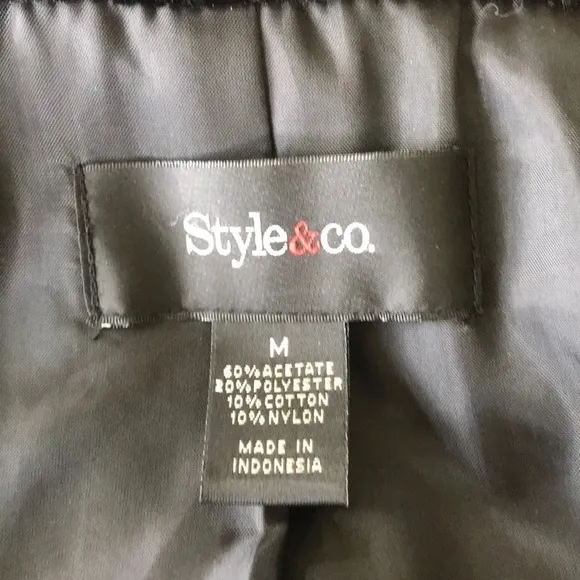 Style&co.
M
60% ACETATE
20% POLYESTER
10% COTTON
10% NYLON
MADE IN
INDONESIA